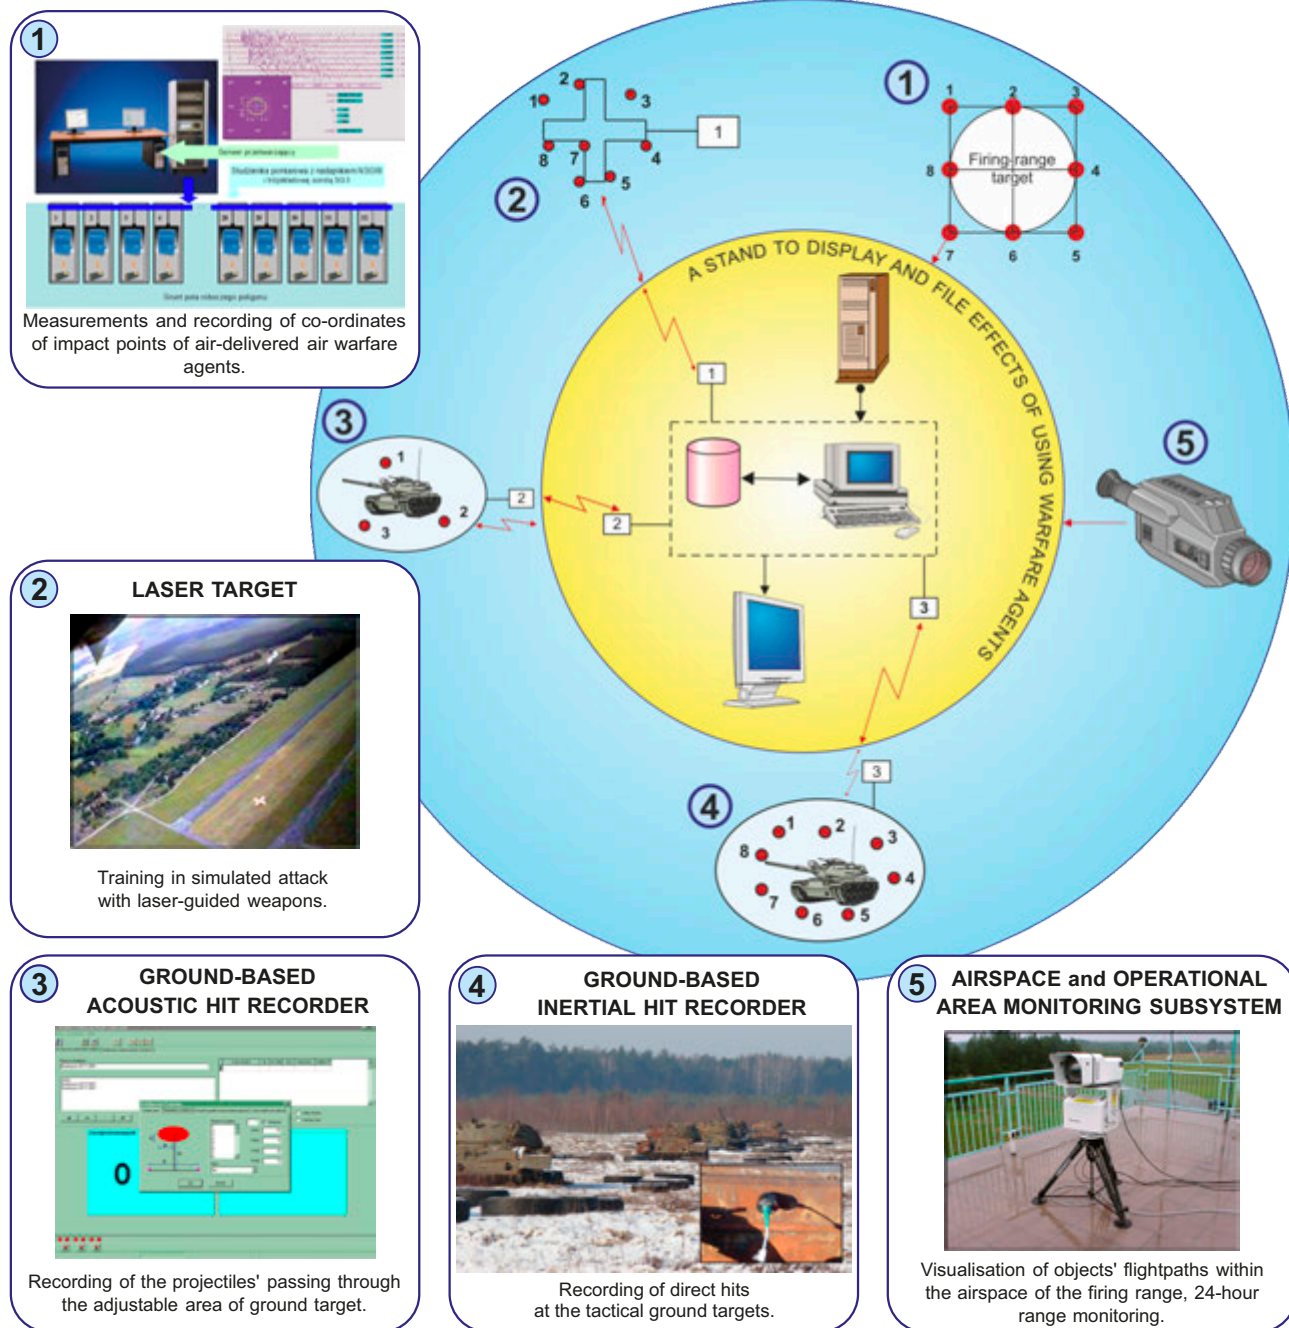 1
Serwer przetwarzający
Grunt pola roboczego poligonu
Measurements and recording of co-ordinates
of impact points of air-delivered air warfare
agents.
2
1
3
8
7
4
5
6
1
2
1
1
2
3
8
4
7
6
5
Firing-range
target
A STAND TO DISPLAY AND FILE EFFECTS OF USING WARFARE AGENTS
1
2
3
3
1
2
3
2
5
4
3
1
2
3
8
4
7
6
5
2
LASER TARGET
Training in simulated attack
with laser-guided weapons.
3
GROUND-BASED
ACOUSTIC HIT RECORDER
0
Recording of the projectiles' passing through
the adjustable area of ground target.
4
GROUND-BASED
INERTIAL HIT RECORDER
Recording of direct hits
at the tactical ground targets.
5
AIRSPACE and OPERATIONAL
AREA MONITORING SUBSYSTEM
Visualisation of objects' flightpaths within
the airspace of the firing range, 24-hour
range monitoring.